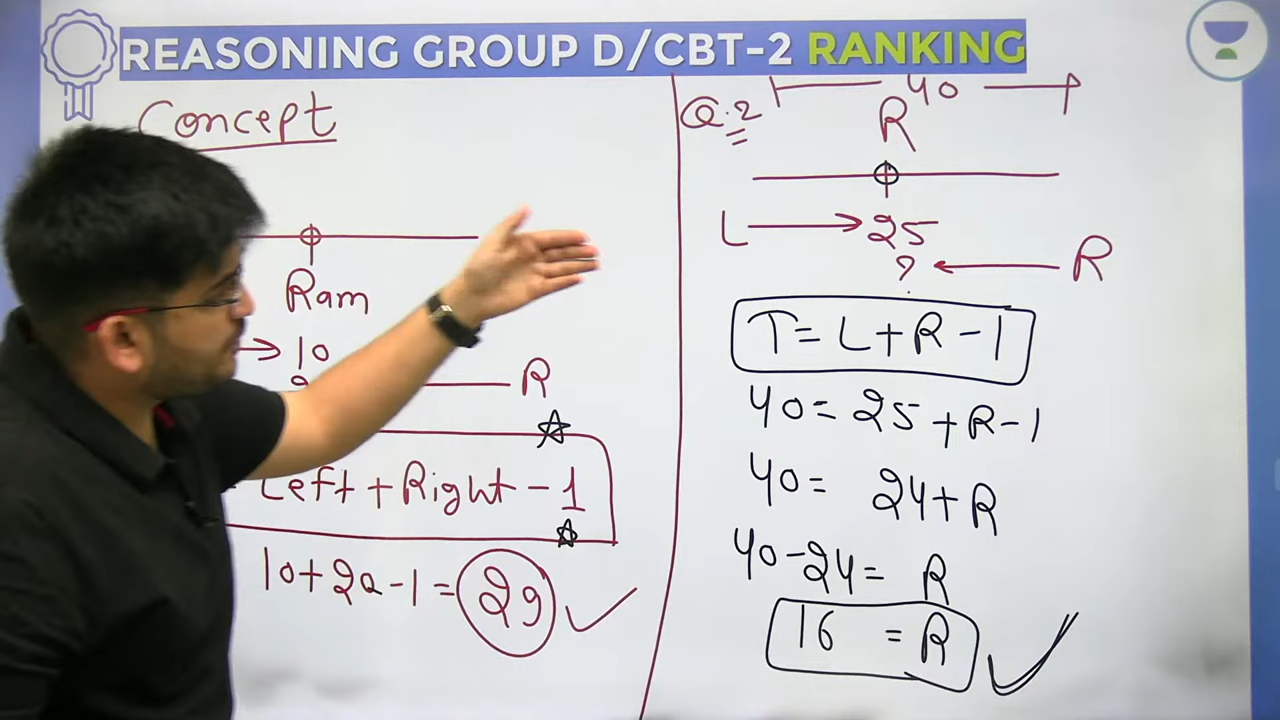 REASONING GROUP D/CBT-2 RANKING
Concept
Ram
10
R
Left + Right - 1
10 + 20 - 1 = 29
Q.2
40
R
L 25
? R
T = L + R - 1
40 = 25 + R - 1
40 = 24 + R
40 - 24 = R
16 = R